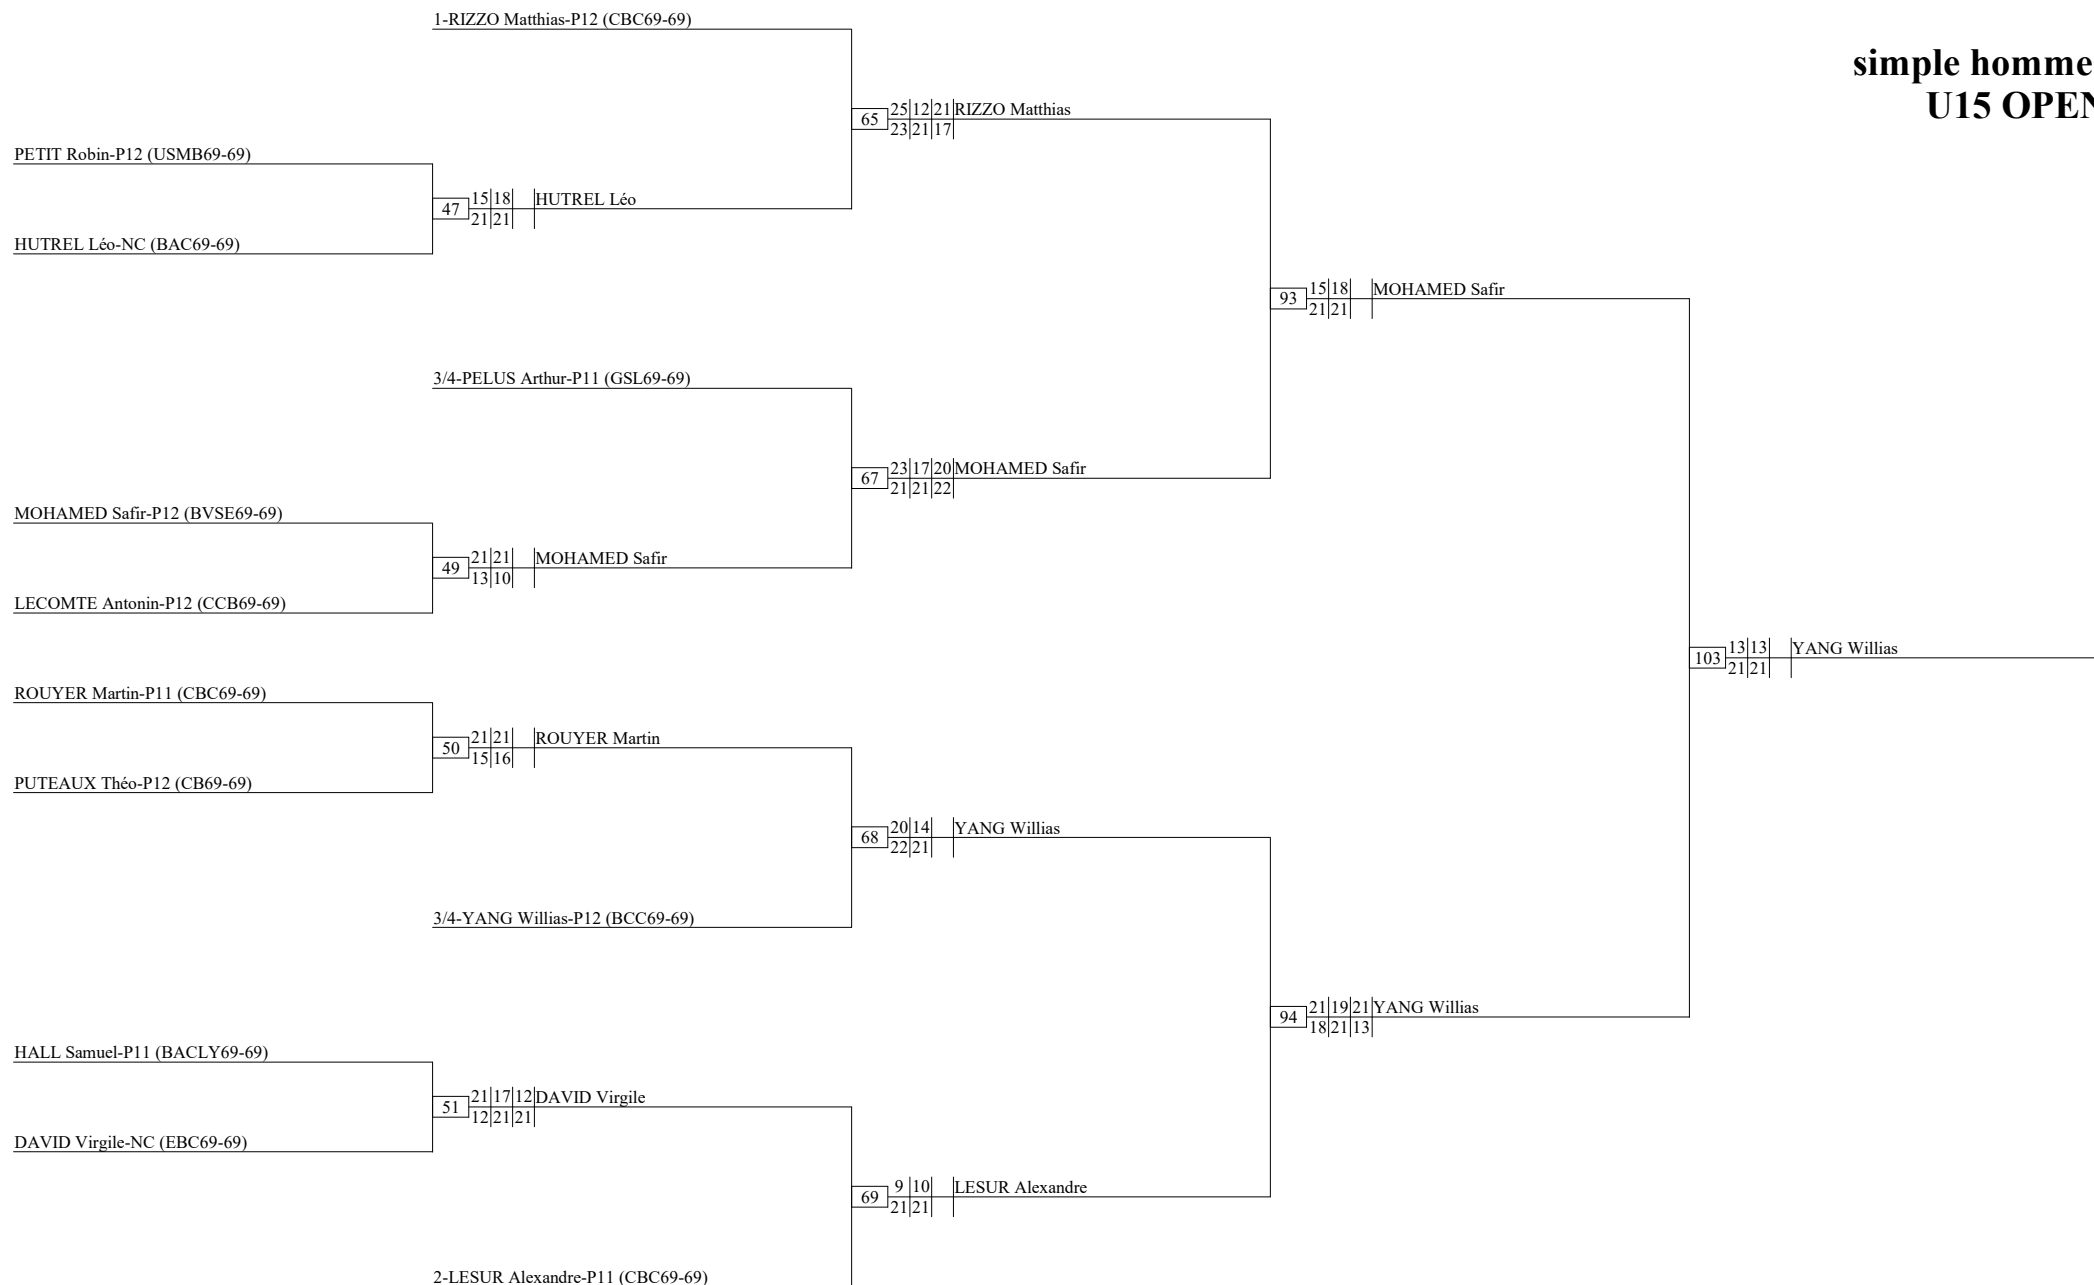 1-RIZZO Matthias-P12 (CBC69-69)
simple homme
U15 OPEN
25 12 21 RIZZO Matthias
65
23 21 17
PETIT Robin-P12 (USMB69-69)
15 18 HUTREL Léo
47
21 21
HUTREL Léo-NC (BAC69-69)
15 18 MOHAMED Safir
93
21 21
3/4-PELUS Arthur-P11 (GSL69-69)
23 17 20 MOHAMED Safir
67
21 21 22
MOHAMED Safir-P12 (BVSE69-69)
21 21 MOHAMED Safir
49
13 10
LECOMTE Antonin-P12 (CCB69-69)
13 13 YANG Willias
103
21 21
ROUYER Martin-P11 (CBC69-69)
21 21 ROUYER Martin
50
15 16
PUTEAUX Théo-P12 (CB69-69)
20 14 YANG Willias
68
22 21
3/4-YANG Willias-P12 (BCC69-69)
21 19 21 YANG Willias
94
18 21 13
HALL Samuel-P11 (BACLY69-69)
21 17 12 DAVID Virgile
51
12 21 21
DAVID Virgile-NC (EBC69-69)
9 10 LESUR Alexandre
69
21 21
2-LESUR Alexandre-P11 (CBC69-69)